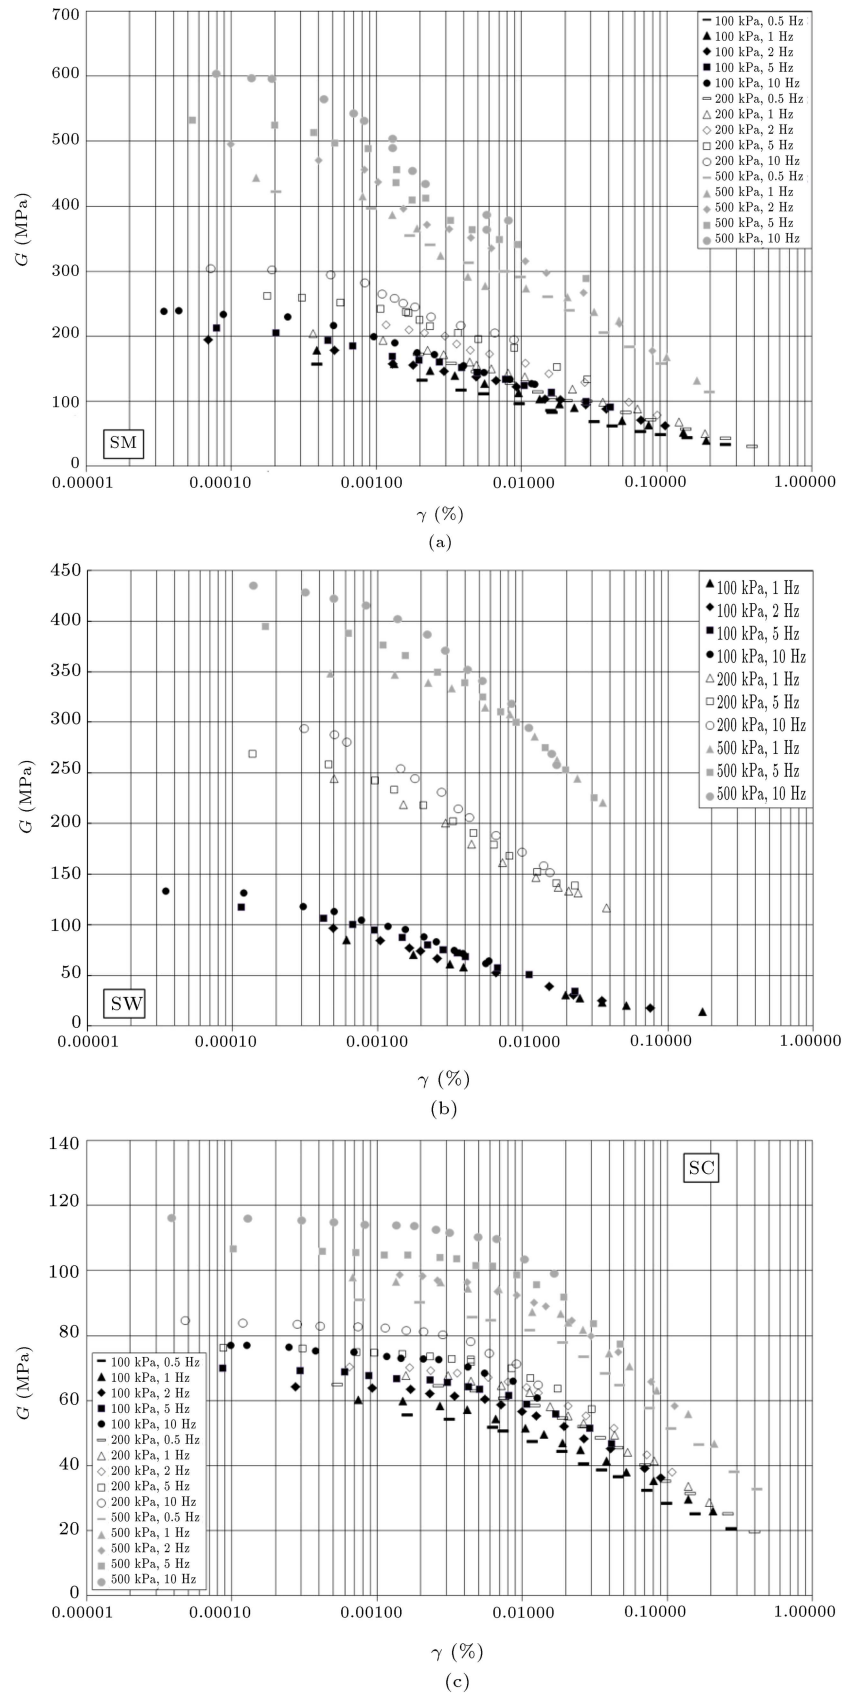 700
600
500
400
300
200
100
0
G (MPa)
100 kPa, 0.5 Hz
100 kPa, 1 Hz
100 kPa, 2 Hz
100 kPa, 5 Hz
100 kPa, 10 Hz
200 kPa, 0.5 Hz
200 kPa, 1 Hz
200 kPa, 2 Hz
200 kPa, 5 Hz
200 kPa, 10 Hz
500 kPa, 0.5 Hz
500 kPa, 1 Hz
500 kPa, 2 Hz
500 kPa, 5 Hz
500 kPa, 10 Hz
SM
0.00001 0.00010 0.00100 0.01000 0.10000 1.00000
γ (%)
(a)
450
400
350
300
250
200
150
100
50
0
G (MPa)
100 kPa, 1 Hz
100 kPa, 2 Hz
100 kPa, 5 Hz
100 kPa, 10 Hz
200 kPa, 1 Hz
200 kPa, 5 Hz
200 kPa, 10 Hz
500 kPa, 1 Hz
500 kPa, 5 Hz
500 kPa, 10 Hz
SW
0.00001 0.00010 0.00100 0.01000 0.10000 1.00000
γ (%)
(b)
140
120
100
80
60
40
20
0
G (MPa)
SC
100 kPa, 0.5 Hz
100 kPa, 1 Hz
100 kPa, 2 Hz
100 kPa, 5 Hz
100 kPa, 10 Hz
200 kPa, 0.5 Hz
200 kPa, 1 Hz
200 kPa, 2 Hz
200 kPa, 5 Hz
200 kPa, 10 Hz
500 kPa, 0.5 Hz
500 kPa, 1 Hz
500 kPa, 2 Hz
500 kPa, 5 Hz
500 kPa, 10 Hz
0.00001 0.00010 0.00100 0.01000 0.10000 1.00000
γ (%)
(c)